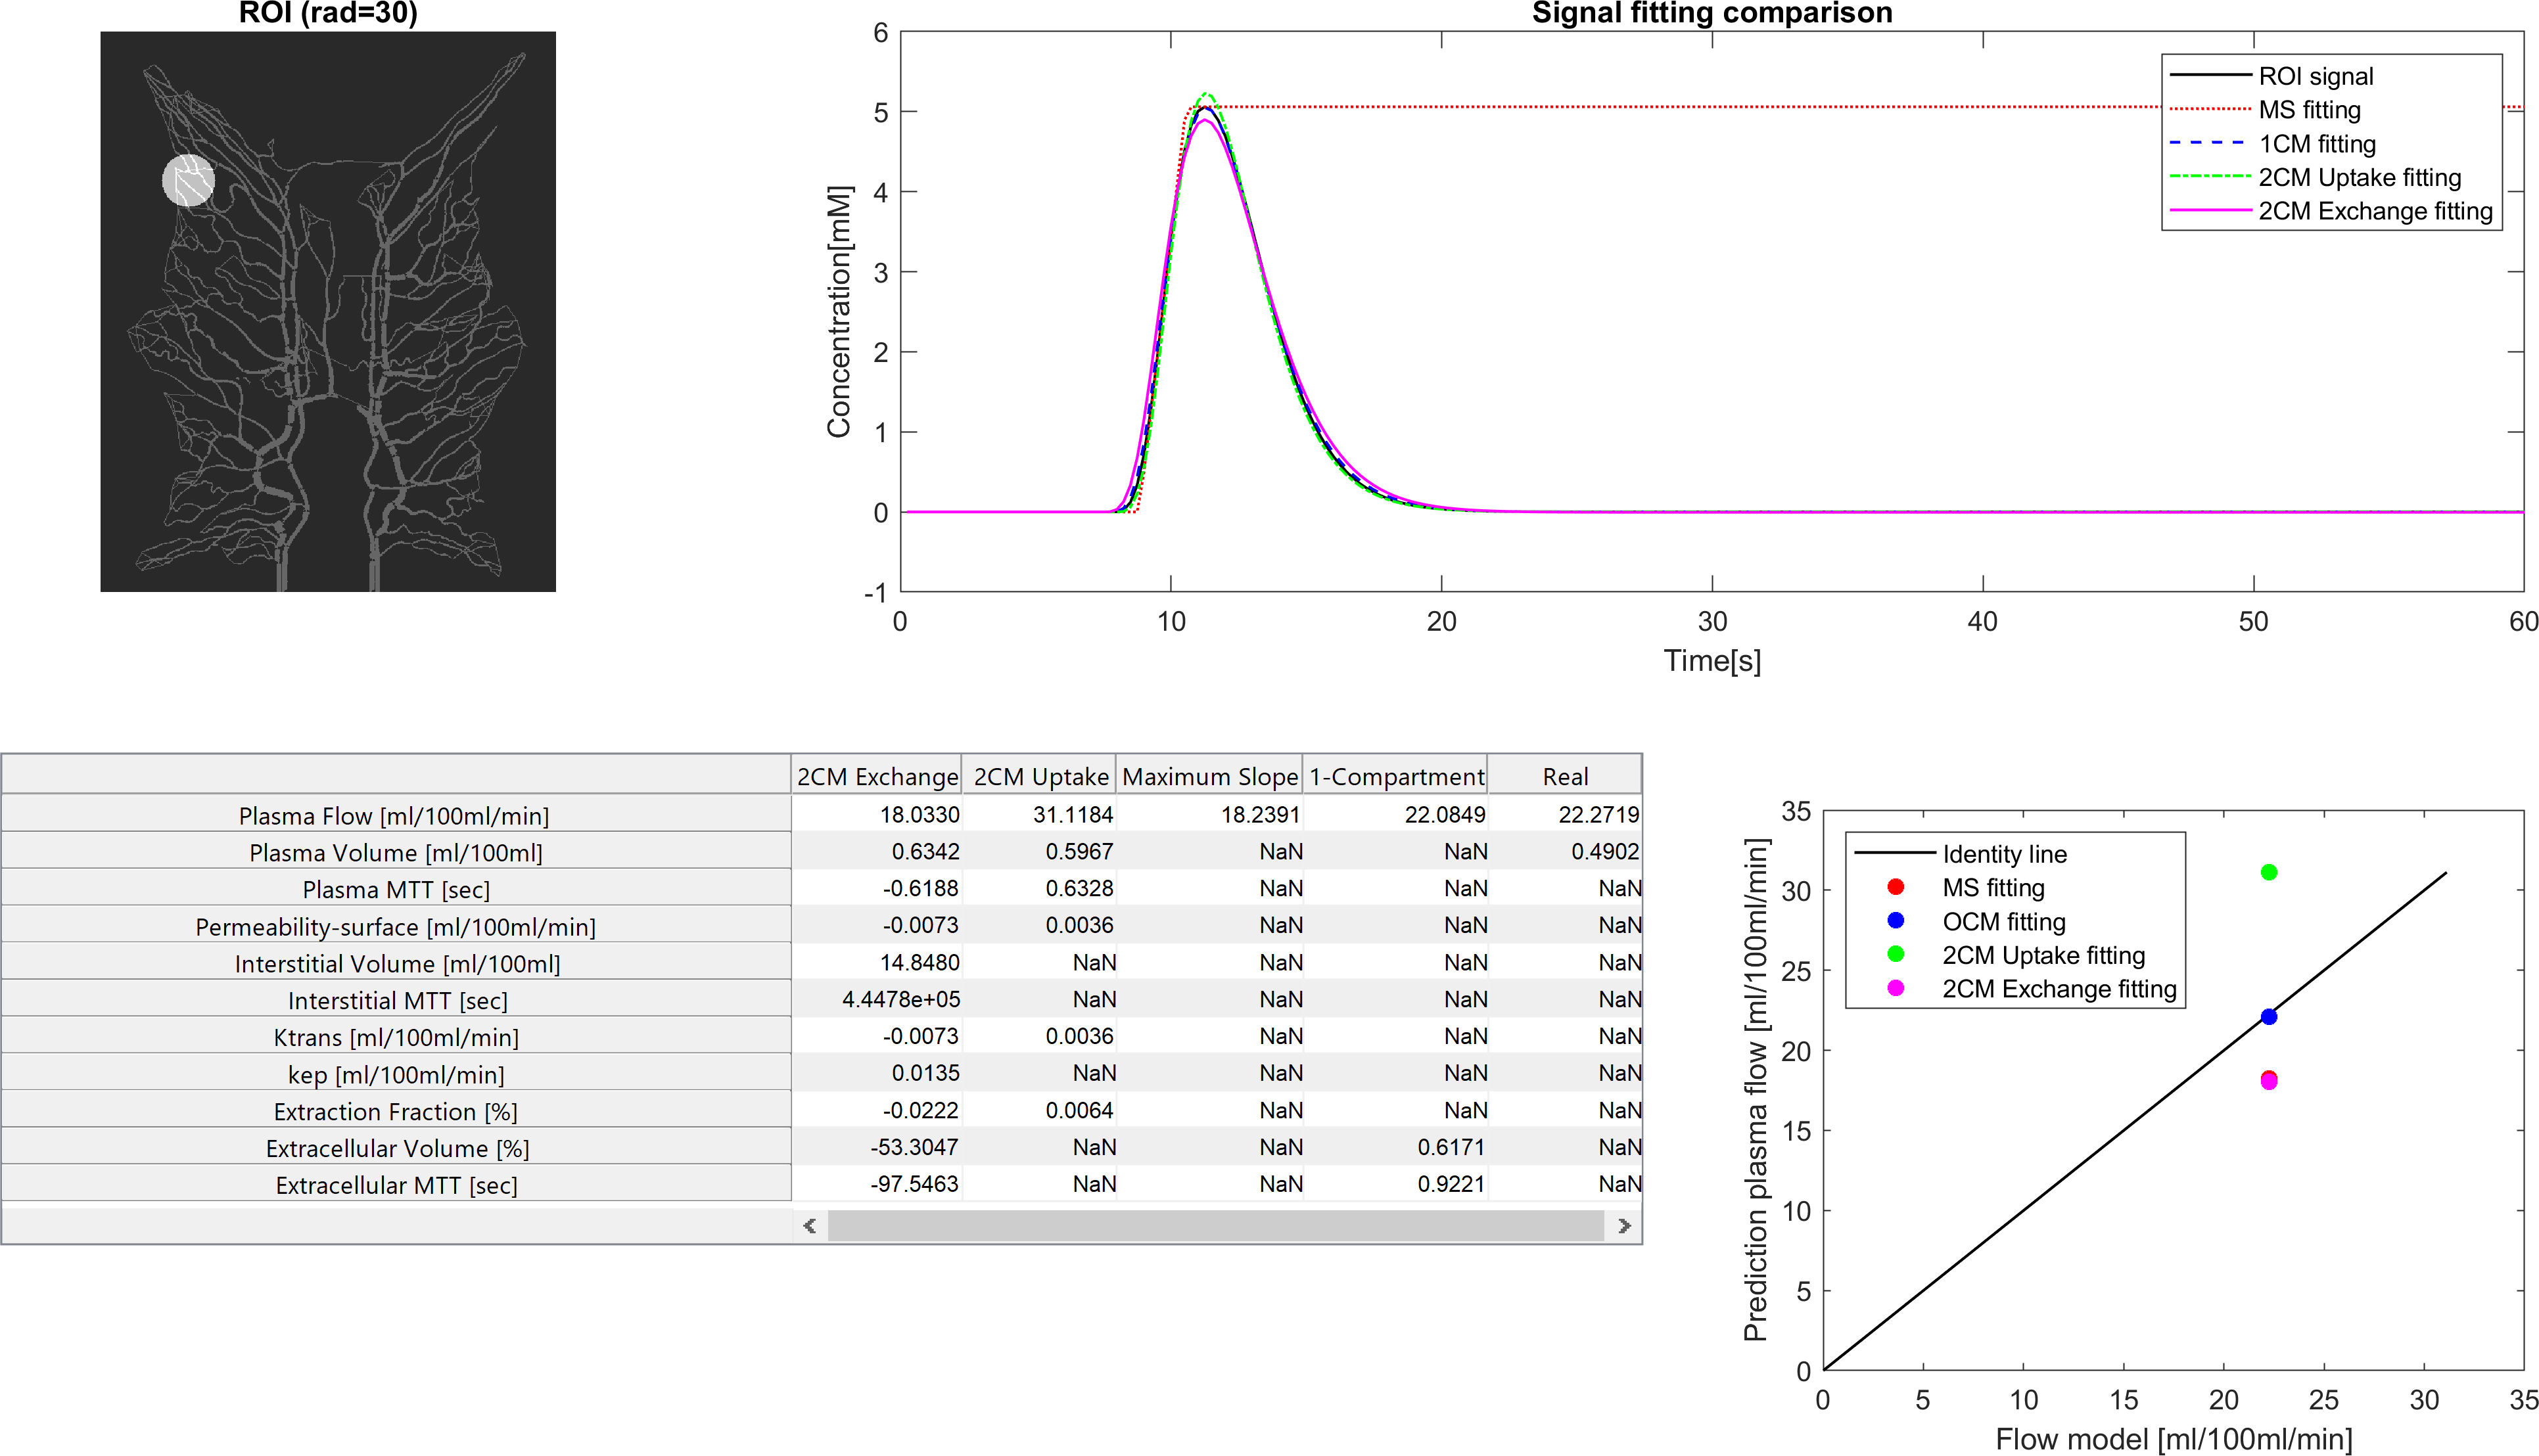 ROI (rad=30)
Signal fitting comparison
6
5
4
3
2
1
0
-1
Concentration[mM]
0 10 20 30 40 50 60
Time[s]
ROI signal
MS fitting
1CM fitting
2CM Uptake fitting
2CM Exchange fitting
2CM Exchange 2CM Uptake Maximum Slope 1-Compartment Real
Plasma Flow [ml/100ml/min] 18.0330 31.1184 18.2391 22.0849 22.2719
Plasma Volume [ml/100ml] 0.6342 0.5967 NaN NaN 0.4902
Plasma MTT [sec] -0.6188 0.6328 NaN NaN NaN
Permeability-surface [ml/100ml/min] -0.0073 0.0036 NaN NaN NaN
Interstitial Volume [ml/100ml] 14.8480 NaN NaN NaN NaN
Interstitial MTT [sec] 4.4478e+05 NaN NaN NaN NaN
Ktrans [ml/100ml/min] -0.0073 0.0036 NaN NaN NaN
kep [ml/100ml/min] 0.0135 NaN NaN NaN NaN
Extraction Fraction [%] -0.0222 0.0064 NaN NaN NaN
Extracellular Volume [%] -53.3047 NaN NaN 0.6171 NaN
Extracellular MTT [sec] -97.5463 NaN NaN 0.9221 NaN
35
30
25
20
15
10
5
0
Prediction plasma flow [ml/100ml/min]
Identity line
MS fitting
OCM fitting
2CM Uptake fitting
2CM Exchange fitting
0 5 10 15 20 25 30 35
Flow model [ml/100ml/min]